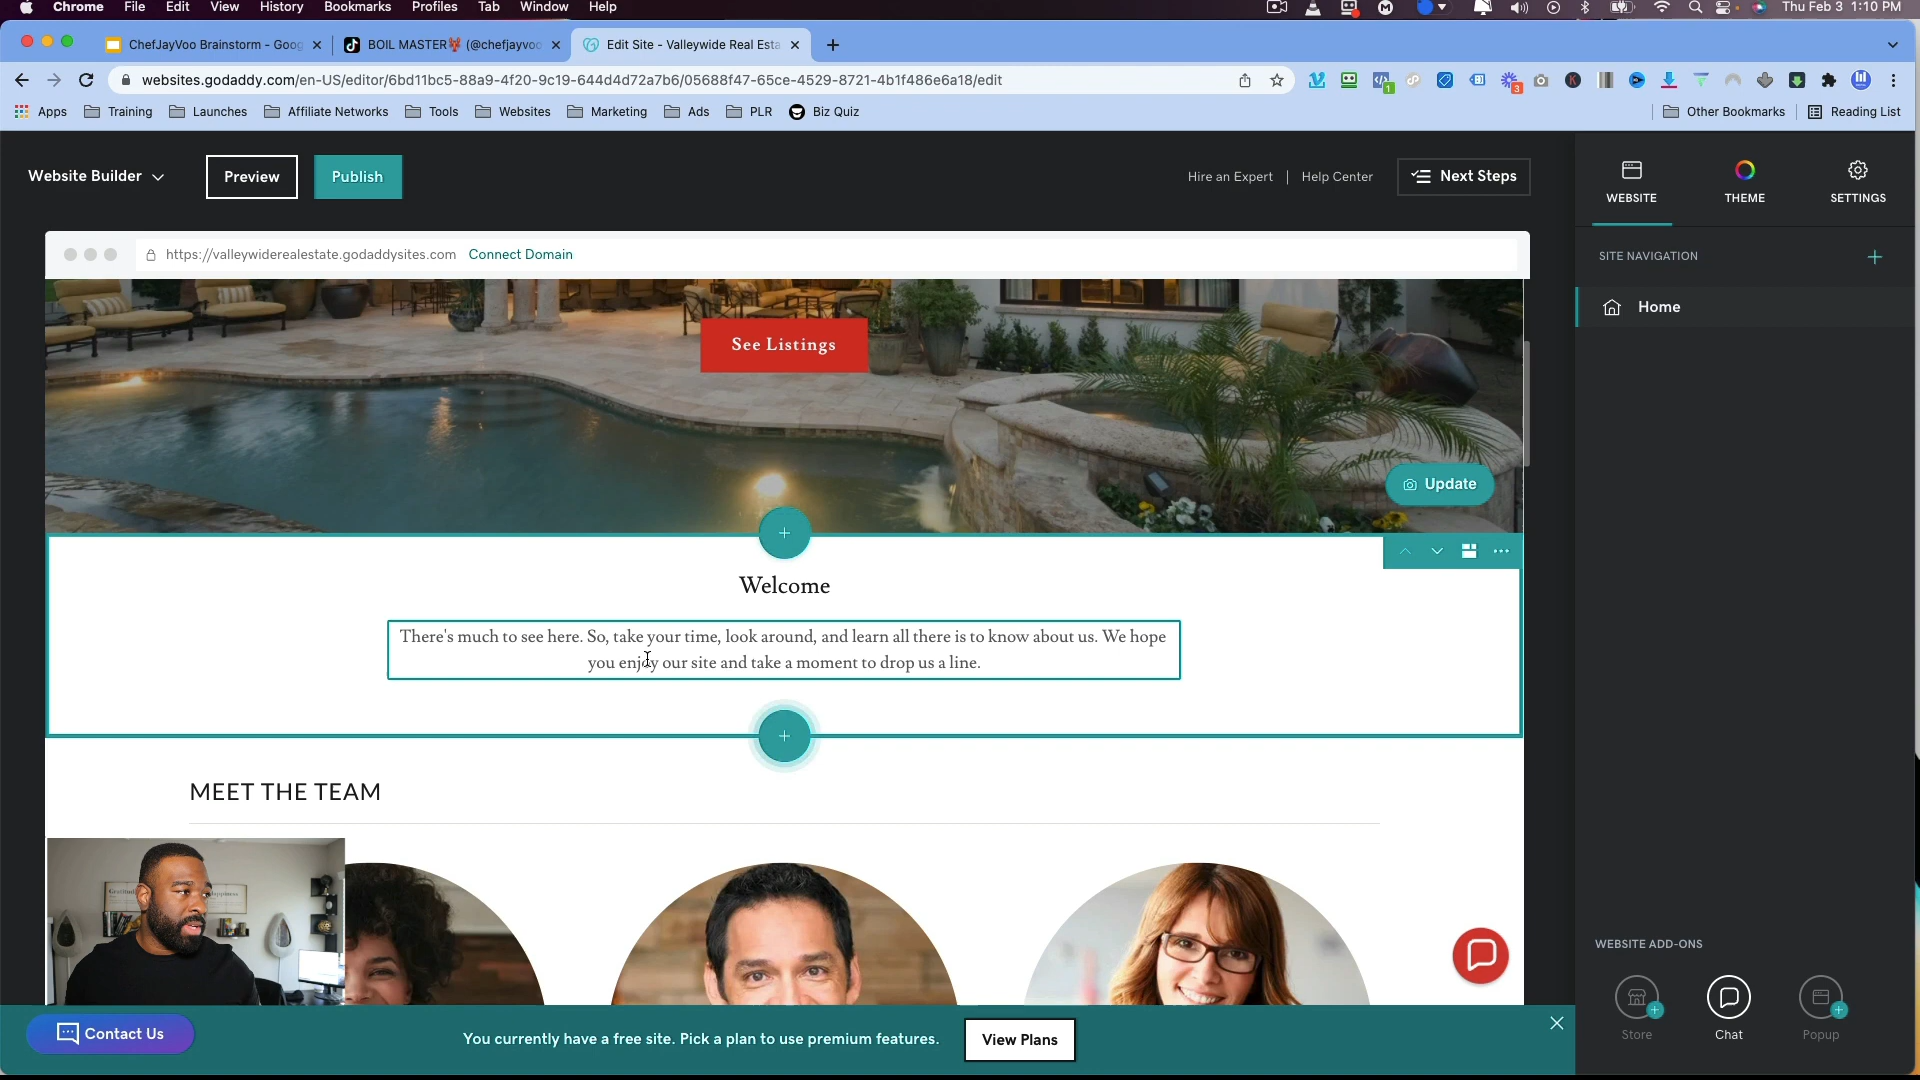 Chrome File Edit View History Bookmarks Profiles Tab Window Help Thu Feb 3 1:10 PM
ChefJayVoo Brainstorm - Goog BOIL MASTER🦞 (@chefjayvoo Edit Site - Valleywide Real Esta
websites.godaddy.com/en-US/editor/6bd11bc5-88a9-4f20-9c19-644d4d72a7b6/05688f47-65ce-4529-8721-4b1f486e6a18/edit 1 3
Apps Training Launches Affiliate Networks Tools Websites Marketing Ads PLR Biz Quiz Other Bookmarks Reading List
Website Builder Preview Publish Hire an Expert | Help Center Next Steps
WEBSITE THEME SETTINGS
https://valleywiderealestate.godaddysites.com Connect Domain
SITE NAVIGATION
Home
See Listings
Update
Welcome
There's much to see here. So, take your time, look around, and learn all there is to know about us. We hope
you enjoy our site and take a moment to drop us a line.
MEET THE TEAM
WEBSITE ADD-ONS
Store Chat Popup
Contact Us
You currently have a free site. Pick a plan to use premium features. View Plans